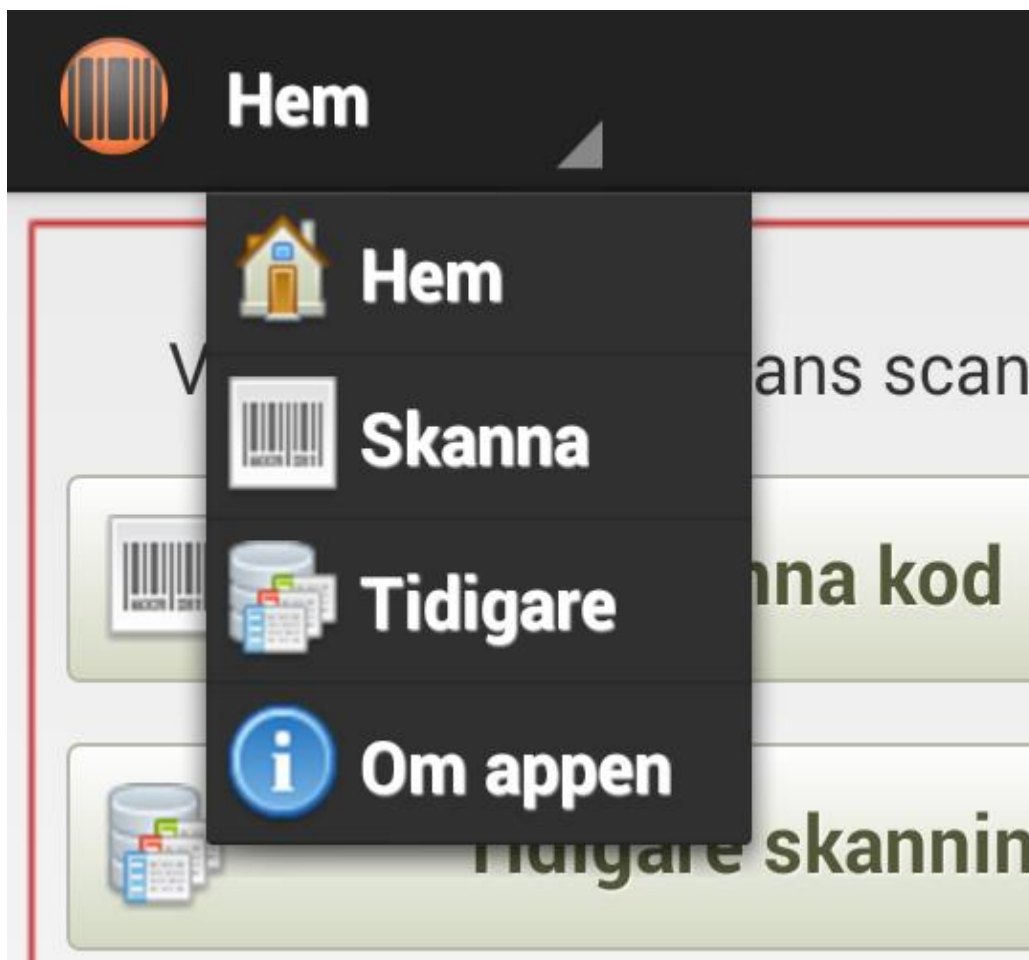 Hem
Hem
V ans scan
Skanna
nna kod
Tidigare
Om appen
Tidigare skannin